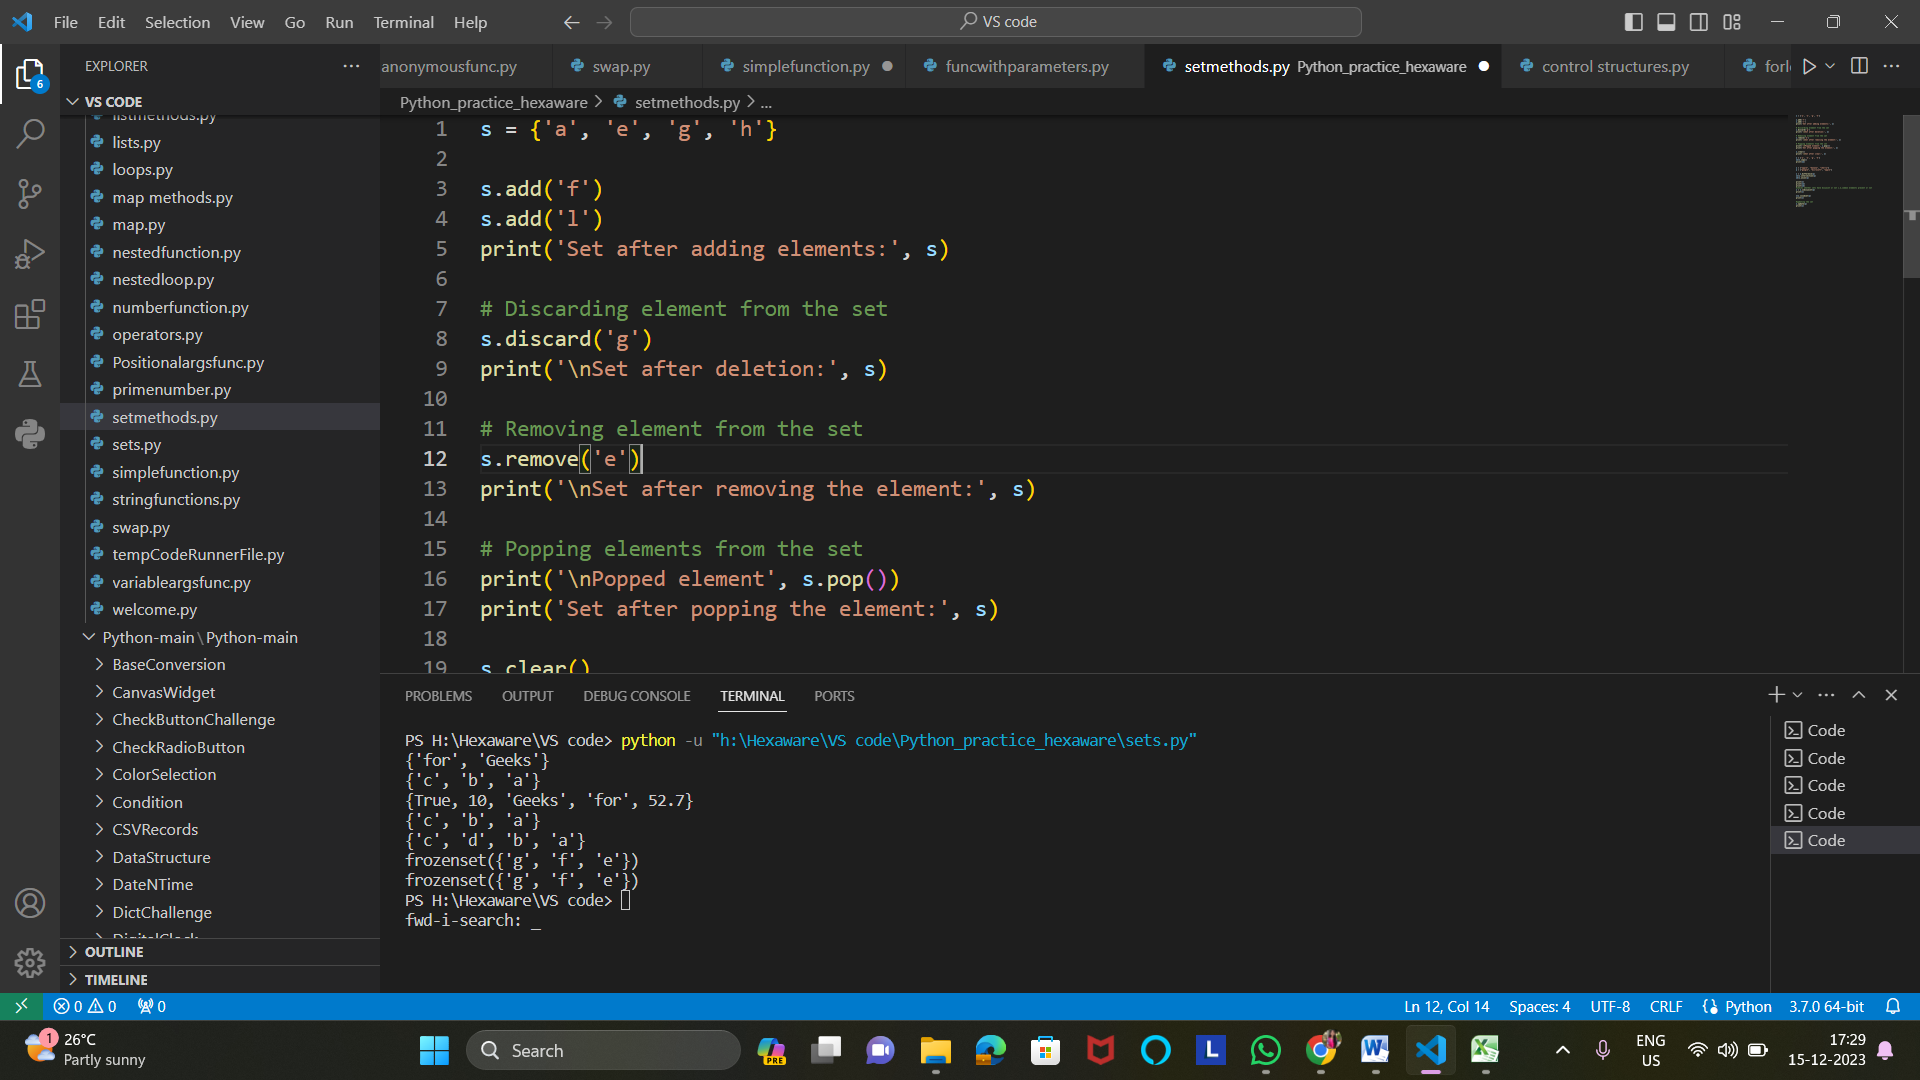 File Edit Selection View Go Run Terminal Help
VS code
EXPLORER
anonymousfunc.py
swap.py
simplefunction.py
funcwithparameters.py
setmethods.py Python_practice_hexaware
control structures.py
Python_practice_hexaware > setmethods.py > ...
VS CODE
listmethods.py
lists.py
loops.py
map methods.py
map.py
nestedfunction.py
nestedloop.py
numberfunction.py
operators.py
Positionalargsfunc.py
primenumber.py
setmethods.py
sets.py
simplefunction.py
stringfunctions.py
swap.py
tempCodeRunnerFile.py
variableargsfunc.py
welcome.py
Python-main\Python-main
BaseConversion
CanvasWidget
CheckButtonChallenge
CheckRadioButton
ColorSelection
Condition
CSVRecords
DataStructure
DateNTime
DictChallenge
OUTLINE
TIMELINE
1 s = {'a', 'e', 'g', 'h'}
2
3 s.add('f')
4 s.add('l')
5 print('Set after adding elements:', s)
6
7 # Discarding element from the set
8 s.discard('g')
9 print('\nSet after deletion:', s)
10
11 # Removing element from the set
12 s.remove('e')
13 print('\nSet after removing the element:', s)
14
15 # Popping elements from the set
16 print('\nPopped element', s.pop())
17 print('Set after popping the element:', s)
18
19 s.clear()
PROBLEMS OUTPUT DEBUG CONSOLE TERMINAL PORTS
PS H:\Hexaware\VS code> python -u "h:\Hexaware\VS code\Python_practice_hexaware\sets.py"
{'for', 'Geeks'}
{'c', 'b', 'a'}
{True, 10, 'Geeks', 'for', 52.7}
{'c', 'b', 'a'}
{'c', 'd', 'b', 'a'}
frozenset({'g', 'f', 'e'})
frozenset({'g', 'f', 'e'})
PS H:\Hexaware\VS code>
fwd-i-search: _
Code
Code
Code
Code
Code
6
0 0 0
Ln 12, Col 14 Spaces: 4 UTF-8 CRLF Python 3.7.0 64-bit
1
26°C
Partly sunny
Search
PRE
L
ENG
US
17:29
15-12-2023